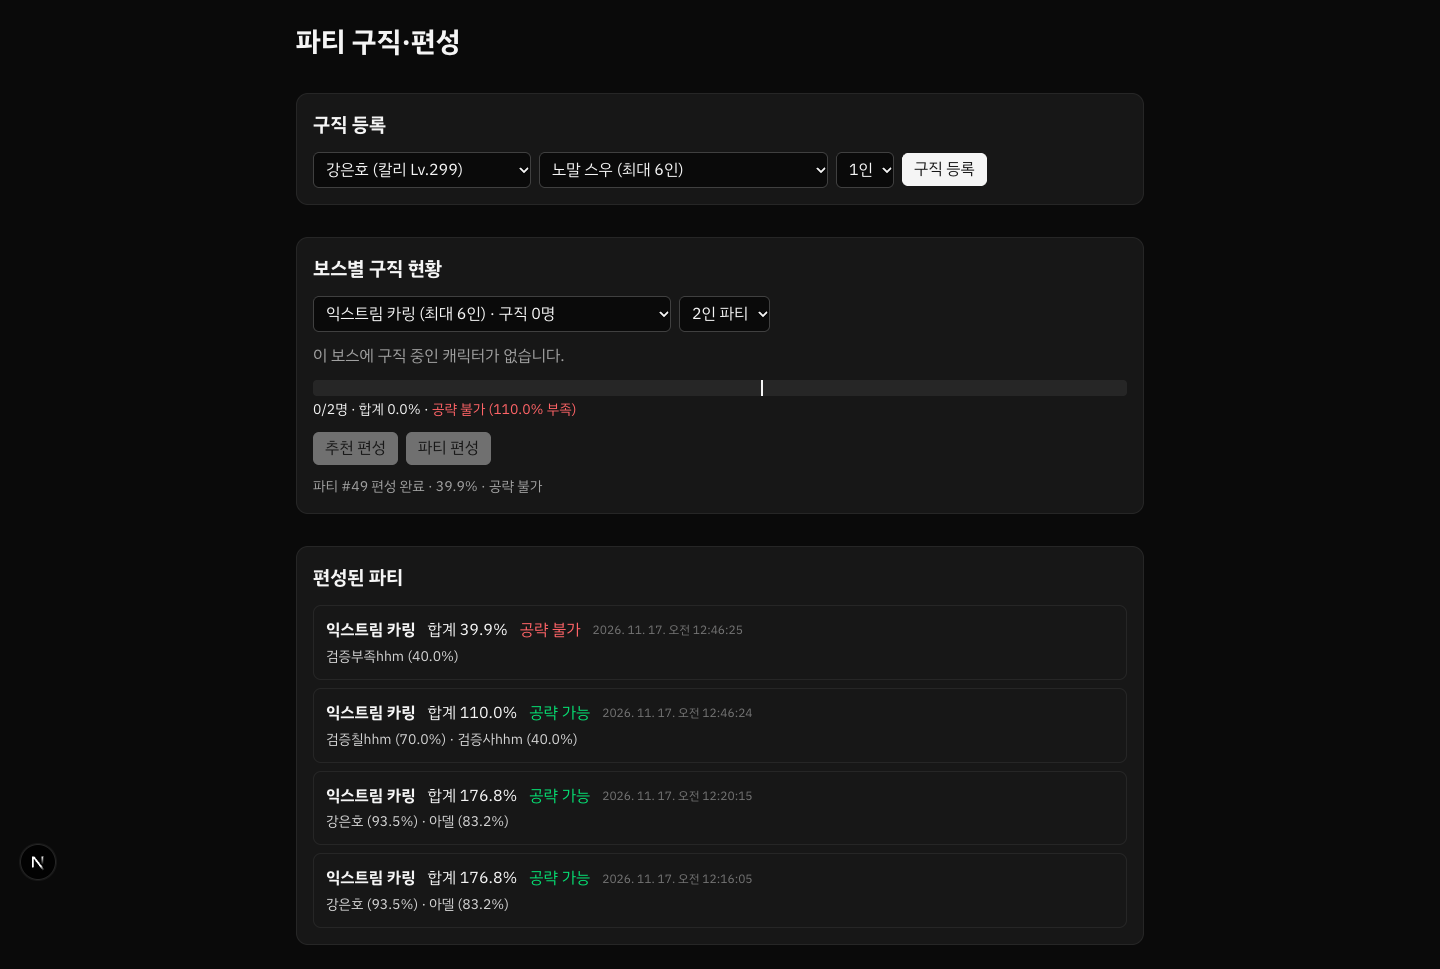 파티 구직·편성
구직 등록
강은호 (칼리 Lv.299) 노말 스우 (최대 6인) 1인 구직 등록
보스별 구직 현황
익스트림 카링 (최대 6인) · 구직 0명 2인 파티
이 보스에 구직 중인 캐릭터가 없습니다.
0/2명 · 합계 0.0% · 공략 불가 (110.0% 부족)
추천 편성 파티 편성
파티 #49 편성 완료 · 39.9% · 공략 불가
편성된 파티
익스트림 카링 합계 39.9% 공략 불가 2026. 11. 17. 오전 12:46:25
검증부족hhm (40.0%)
익스트림 카링 합계 110.0% 공략 가능 2026. 11. 17. 오전 12:46:24
검증칠hhm (70.0%) · 검증사hhm (40.0%)
익스트림 카링 합계 176.8% 공략 가능 2026. 11. 17. 오전 12:20:15
강은호 (93.5%) · 아델 (83.2%)
N
익스트림 카링 합계 176.8% 공략 가능 2026. 11. 17. 오전 12:16:05
강은호 (93.5%) · 아델 (83.2%)